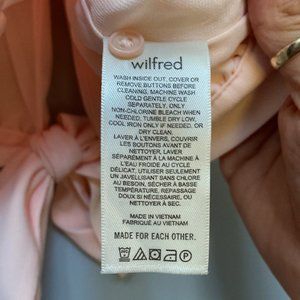 wilfred
WASH INSIDE OUT, COVER OR
REMOVE BUTTONS BEFORE
CLEANING, MACHINE WASH
COLD GENTLE CYCLE
SEPARATELY, ONLY
NON-CHLORINE BLEACH WHEN
NEEDED, TUMBLE DRY LOW,
COOL IRON ONLY IF NEEDED, OR
DRY CLEAN.
LAVER À L'ENVERS, COUVRIR
LES BOUTONS AVANT DE
NETTOYER, LAVER
SÉPARÉMENT À LA MACHINE À
L'EAU FROIDE AU CYCLE
DÉLICAT. UTILISER SEULEMENT
UN JAVELLISANT SANS CHLORE
AU BESOIN, SÉCHER À BASSE
TEMPÉRATURE. REPASSAGE
DOUX SI NÉCESSAIRE, OU
NETTOYER À SEC.
MADE IN VIETNAM
FABRIQUÉ AU VIETNAM
MADE FOR EACH OTHER.